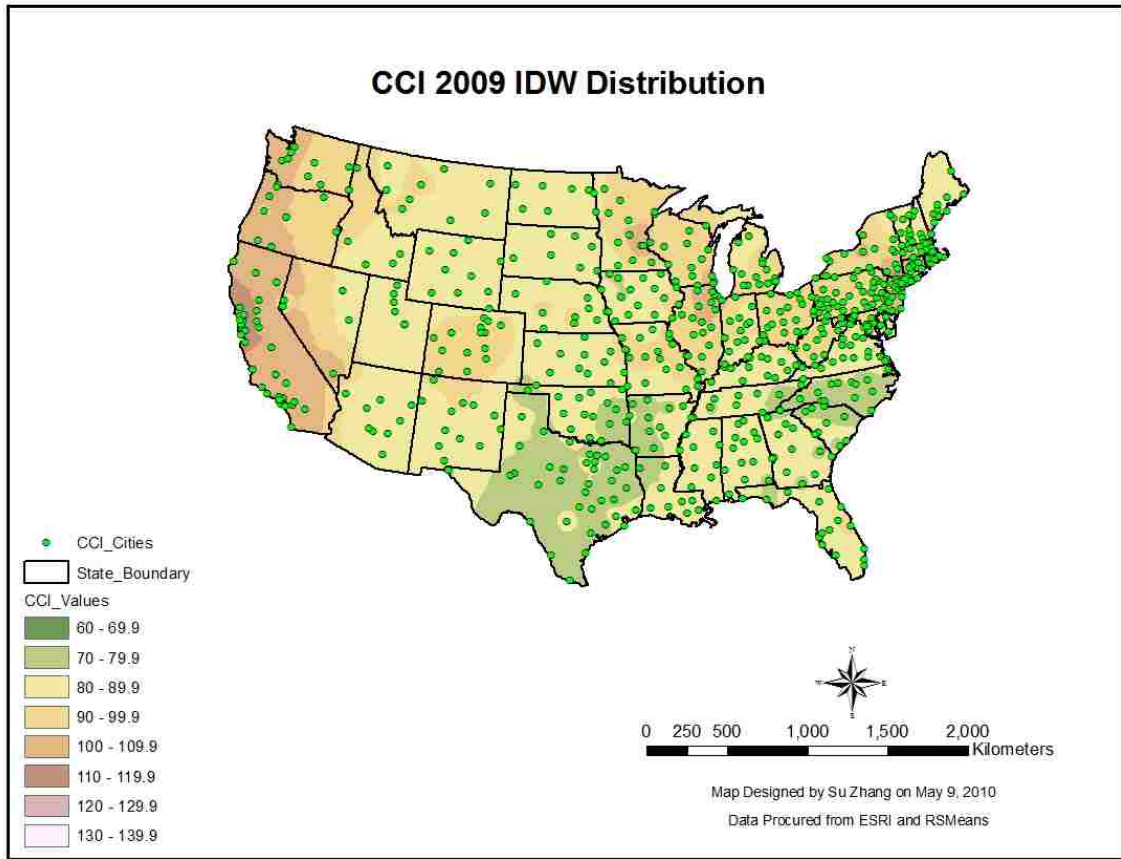 CCI 2009 IDW Distribution
CCI_Cities
State_Boundary
CCI_Values
60 - 69.9
70 - 79.9
80 - 89.9
90 - 99.9
100 - 109.9
110 - 119.9
120 - 129.9
130 - 139.9
N
W E
S
0 250 500 1,000 1,500 2,000
Kilometers
Map Designed by Su Zhang on May 9, 2010
Data Procured from ESRI and RSMeans